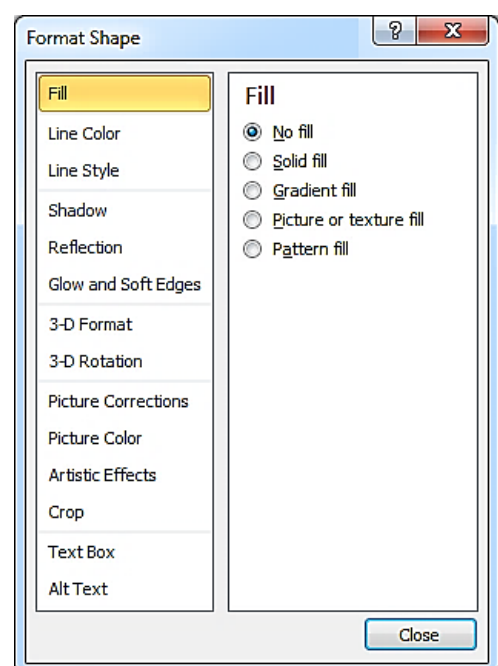 Format Shape
?
X
Fill
Line Color
Line Style
Shadow
Reflection
Glow and Soft Edges
3-D Format
3-D Rotation
Picture Corrections
Picture Color
Artistic Effects
Crop
Text Box
Alt Text
Fill
No fill
Solid fill
Gradient fill
Picture or texture fill
Pattern fill
Close